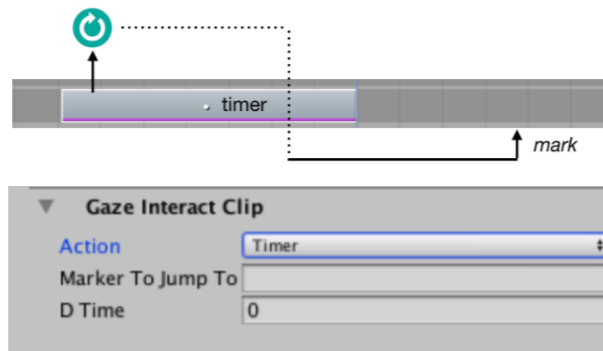 timer
mark
Gaze Interact Clip
Action Timer
Marker To Jump To
D Time 0